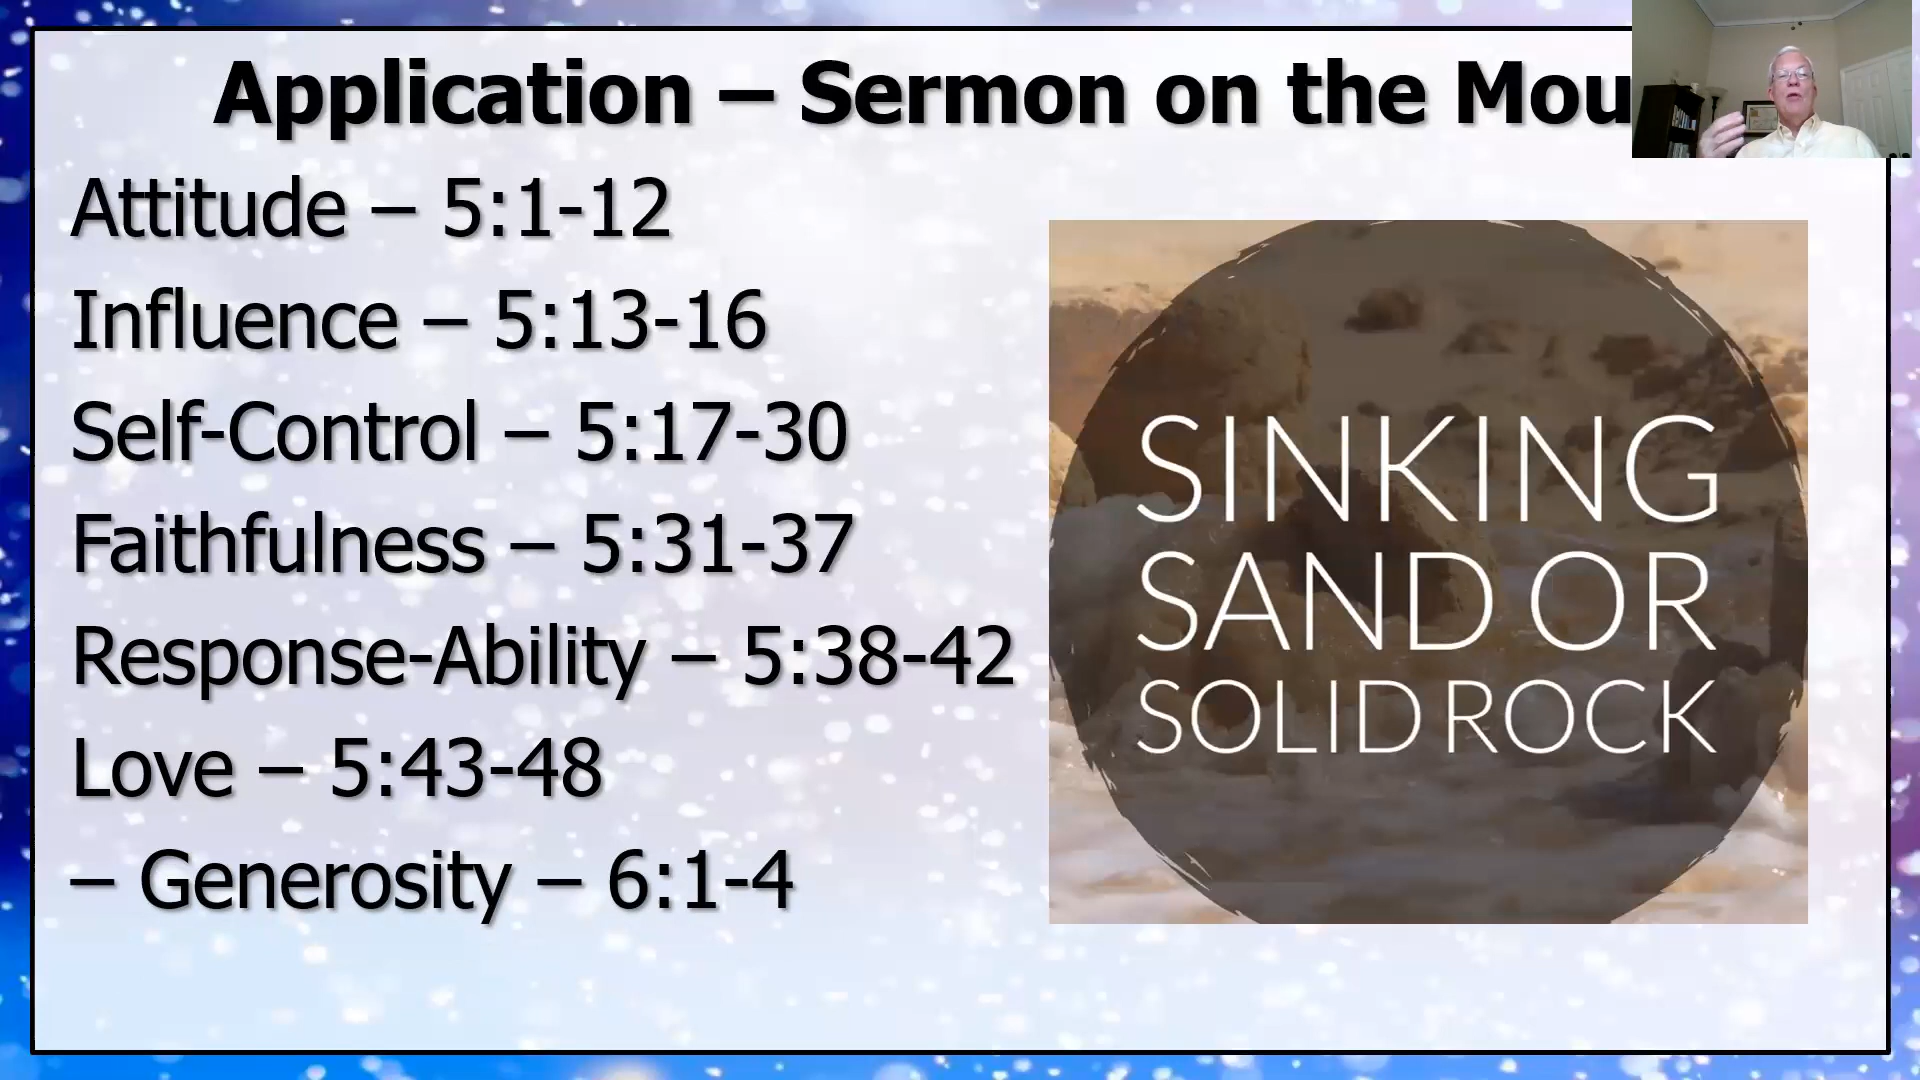 Application – Sermon on the Mou
Attitude – 5:1-12
Influence – 5:13-16
Self-Control – 5:17-30
Faithfulness – 5:31-37
Response-Ability – 5:38-42
Love – 5:43-48
– Generosity – 6:1-4
SINKING
SAND OR
SOLID ROCK